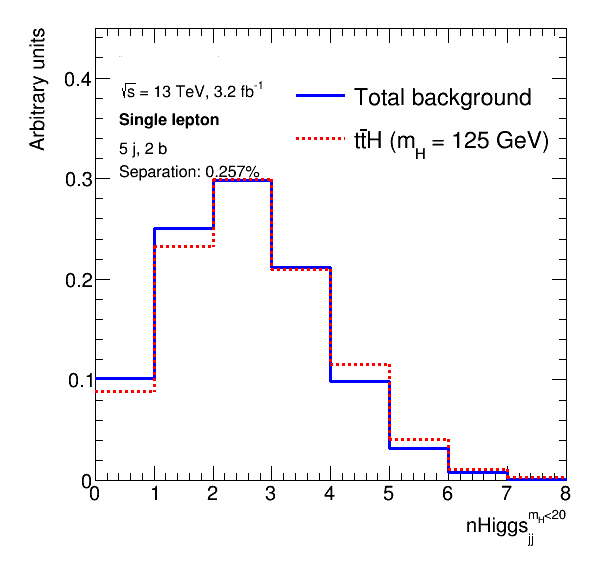 Arbitrary units
0.4
0.3
0.2
0.1
0
√s = 13 TeV, 3.2 fb⁻¹
Single lepton
5 j, 2 b
Separation: 0.257%
Total background
tt̄H (m_H = 125 GeV)
0 1 2 3 4 5 6 7 8
nHiggs_jj^m_H<20